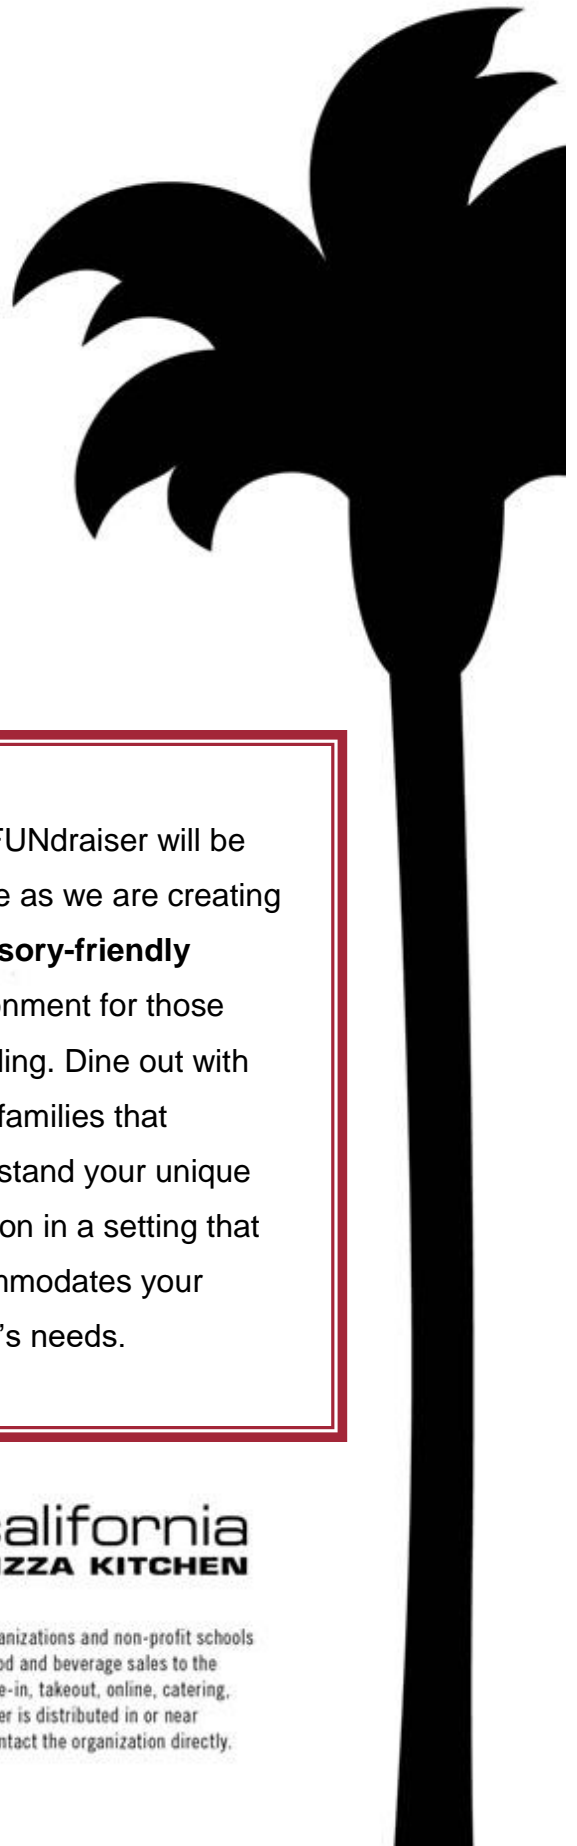 FUNdraiser will be
e as we are creating
sory-friendly
onment for those
ding. Dine out with
families that
stand your unique
on in a setting that
mmodates your
's needs.
california
IZZA KITCHEN
anizations and non-profit schools
od and beverage sales to the
e-in, takeout, online, catering,
er is distributed in or near
ntact the organization directly.